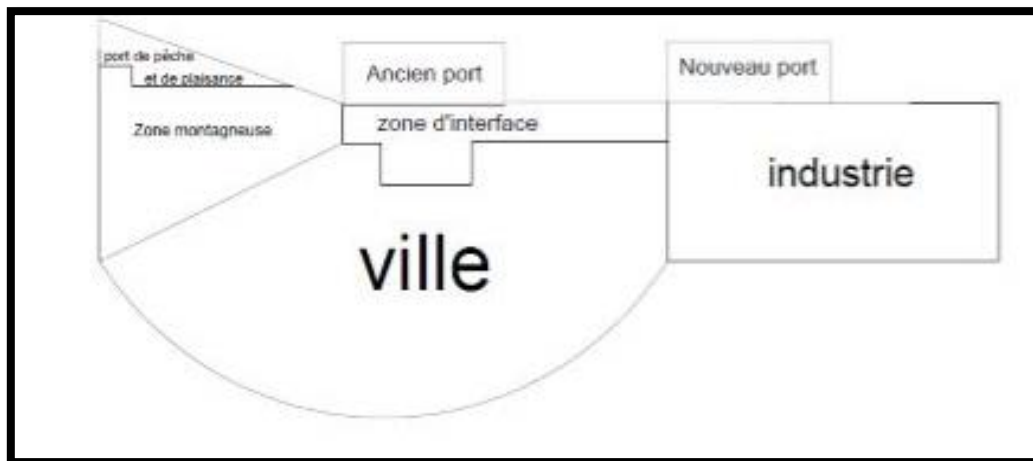 port de pêche
et de plaisance
Zone montagneuse
Ancien port
zone d'interface
Nouveau port
industrie
ville